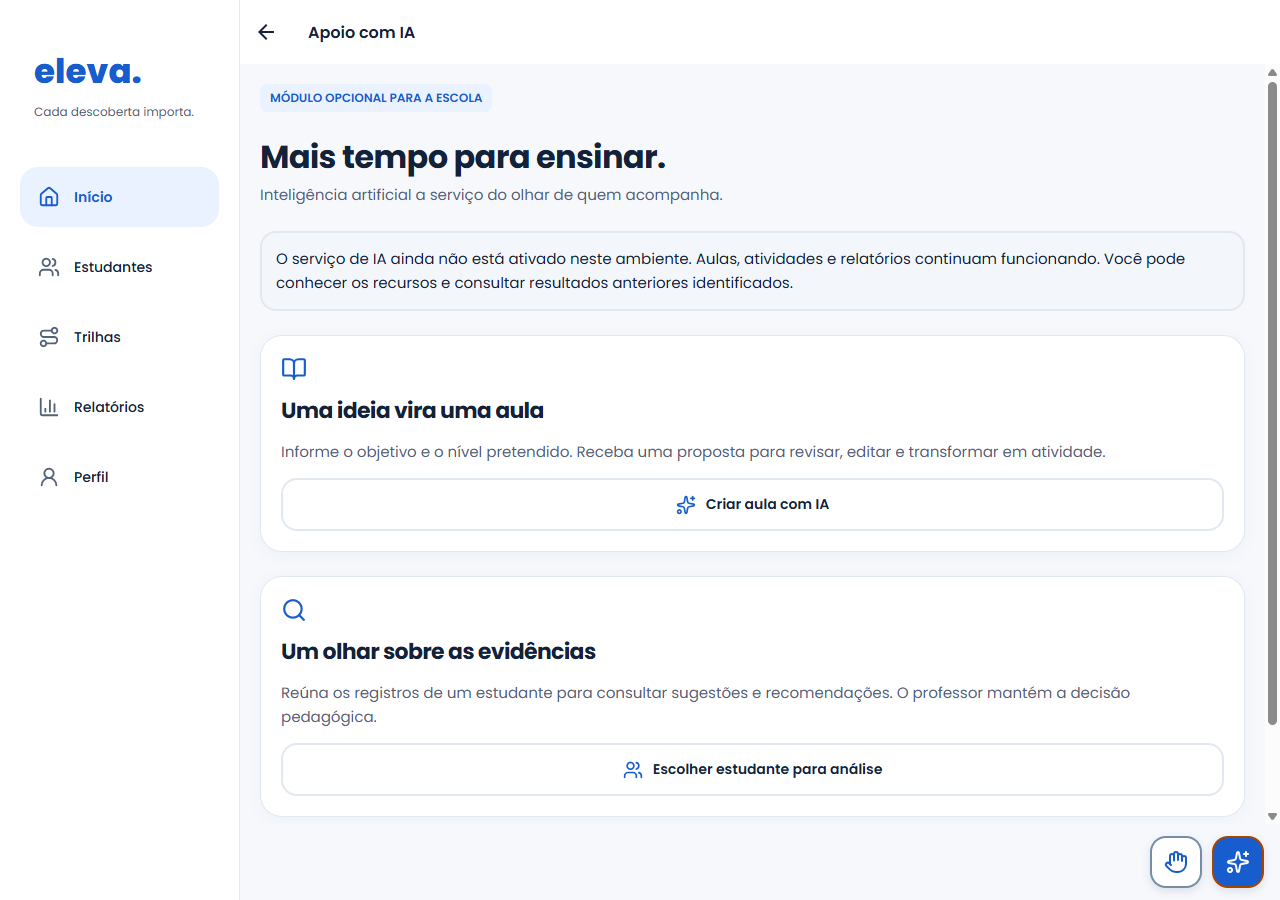 eleva.
Cada descoberta importa.
Início
Estudantes
Trilhas
Relatórios
Perfil
Apoio com IA
MÓDULO OPCIONAL PARA A ESCOLA
Mais tempo para ensinar.
Inteligência artificial a serviço do olhar de quem acompanha.
O serviço de IA ainda não está ativado neste ambiente. Aulas, atividades e relatórios continuam funcionando. Você pode
conhecer os recursos e consultar resultados anteriores identificados.
Uma ideia vira uma aula
Informe o objetivo e o nível pretendido. Receba uma proposta para revisar, editar e transformar em atividade.
Criar aula com IA
Um olhar sobre as evidências
Reúna os registros de um estudante para consultar sugestões e recomendações. O professor mantém a decisão
pedagógica.
Escolher estudante para análise